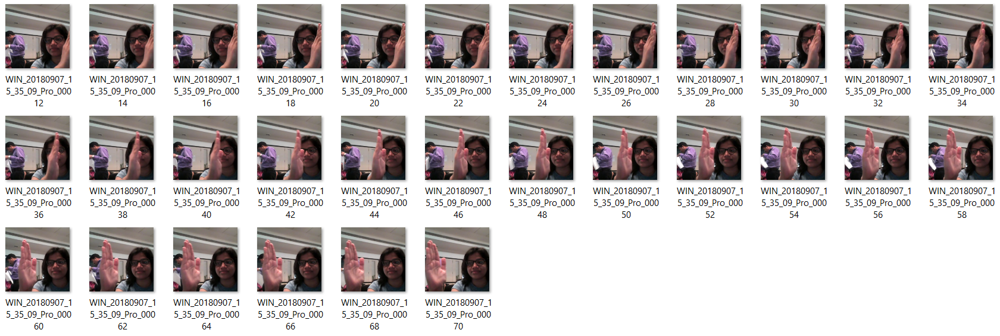 WIN_20180907_1 WIN_20180907_1 WIN_20180907_1 WIN_20180907_1 WIN_20180907_1 WIN_20180907_1 WIN_20180907_1 WIN_20180907_1 WIN_20180907_1 WIN_20180907_1 WIN_20180907_1 WIN_20180907_1
5_35_09_Pro_000 5_35_09_Pro_000 5_35_09_Pro_000 5_35_09_Pro_000 5_35_09_Pro_000 5_35_09_Pro_000 5_35_09_Pro_000 5_35_09_Pro_000 5_35_09_Pro_000 5_35_09_Pro_000 5_35_09_Pro_000 5_35_09_Pro_000
12 14 16 18 20 22 24 26 28 30 32 34
WIN_20180907_1 WIN_20180907_1 WIN_20180907_1 WIN_20180907_1 WIN_20180907_1 WIN_20180907_1 WIN_20180907_1 WIN_20180907_1 WIN_20180907_1 WIN_20180907_1 WIN_20180907_1 WIN_20180907_1
5_35_09_Pro_000 5_35_09_Pro_000 5_35_09_Pro_000 5_35_09_Pro_000 5_35_09_Pro_000 5_35_09_Pro_000 5_35_09_Pro_000 5_35_09_Pro_000 5_35_09_Pro_000 5_35_09_Pro_000 5_35_09_Pro_000 5_35_09_Pro_000
36 38 40 42 44 46 48 50 52 54 56 58
WIN_20180907_1 WIN_20180907_1 WIN_20180907_1 WIN_20180907_1 WIN_20180907_1 WIN_20180907_1
5_35_09_Pro_000 5_35_09_Pro_000 5_35_09_Pro_000 5_35_09_Pro_000 5_35_09_Pro_000 5_35_09_Pro_000
60 62 64 66 68 70